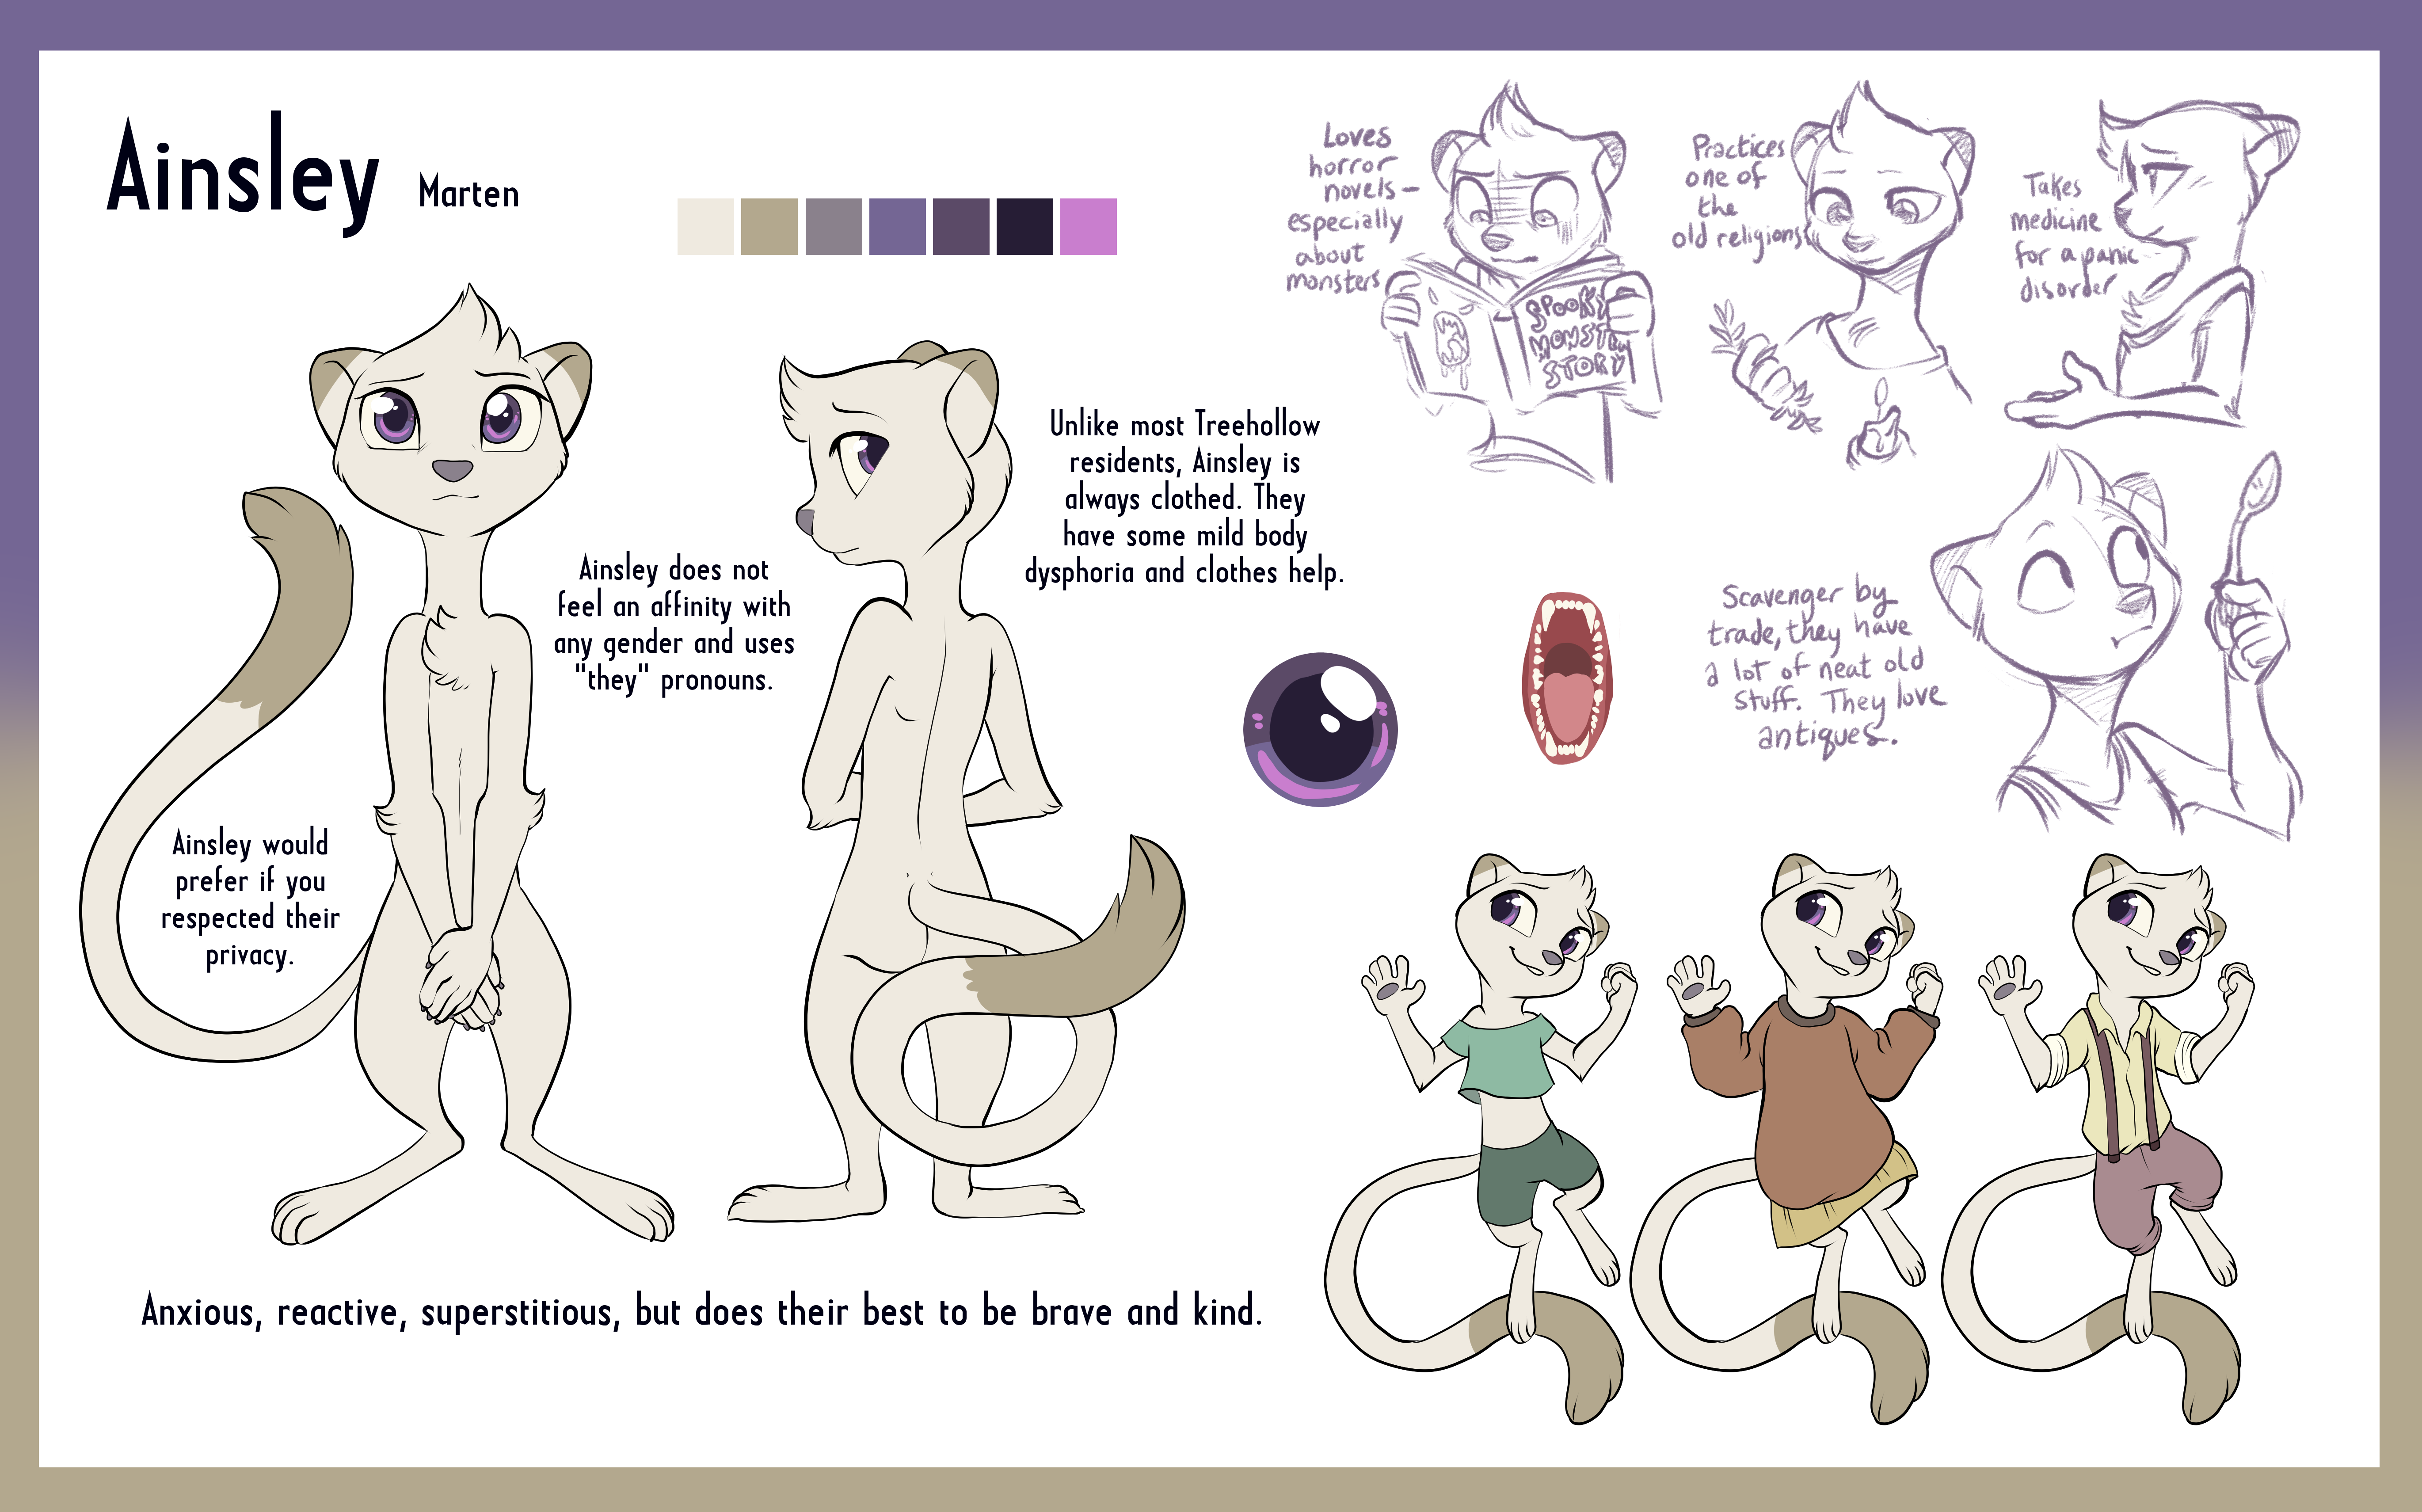 Ainsley Marten
Ainsley would
prefer if you
respected their
privacy.
Ainsley does not
feel an affinity with
any gender and uses
"they" pronouns.
Unlike most Treehollow
residents, Ainsley is
always clothed. They
have some mild body
dysphoria and clothes help.
Anxious, reactive, superstitious, but does their best to be brave and kind.
Loves
horror
novels—
especially
about
monsters
SPOOKY
MONSTER
STORY
Practices
one of
the
old religions
Takes
medicine
for a panic
disorder
Scavenger by
trade, they have
a lot of neat old
stuff. They love
antiques.